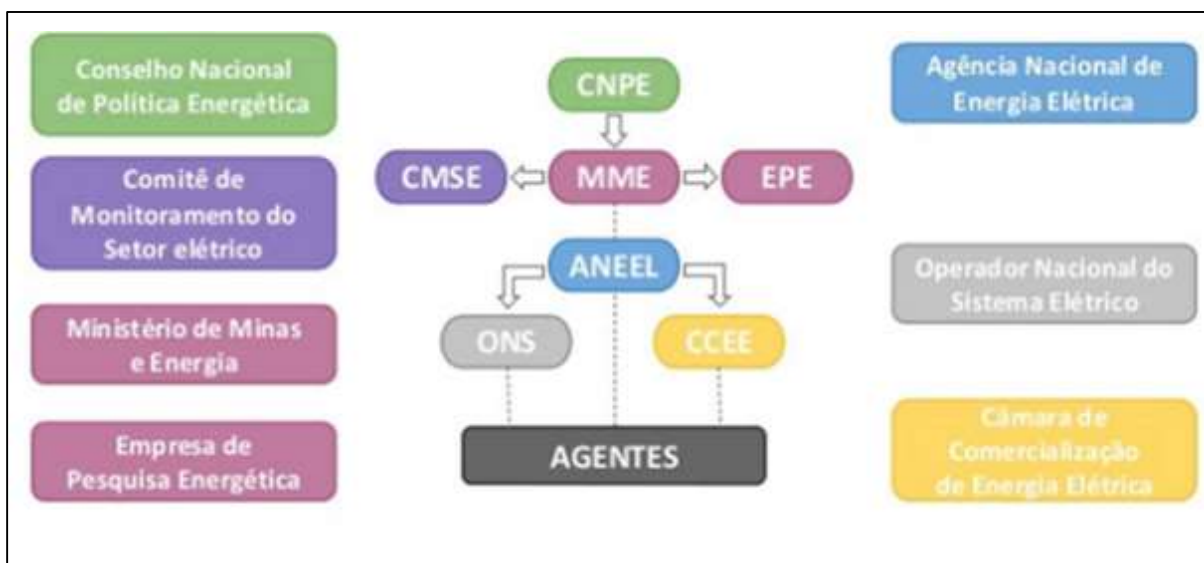 Conselho Nacional
de Política Energética
Comitê de
Monitoramento do
Setor elétrico
Ministério de Minas
e Energia
Empresa de
Pesquisa Energética
CNPE
CMSE
MME
EPE
ANEEL
ONS
CCEE
AGENTES
Agência Nacional de
Energia Elétrica
Operador Nacional do
Sistema Elétrico
Câmara de
Comercialização
de Energia Elétrica